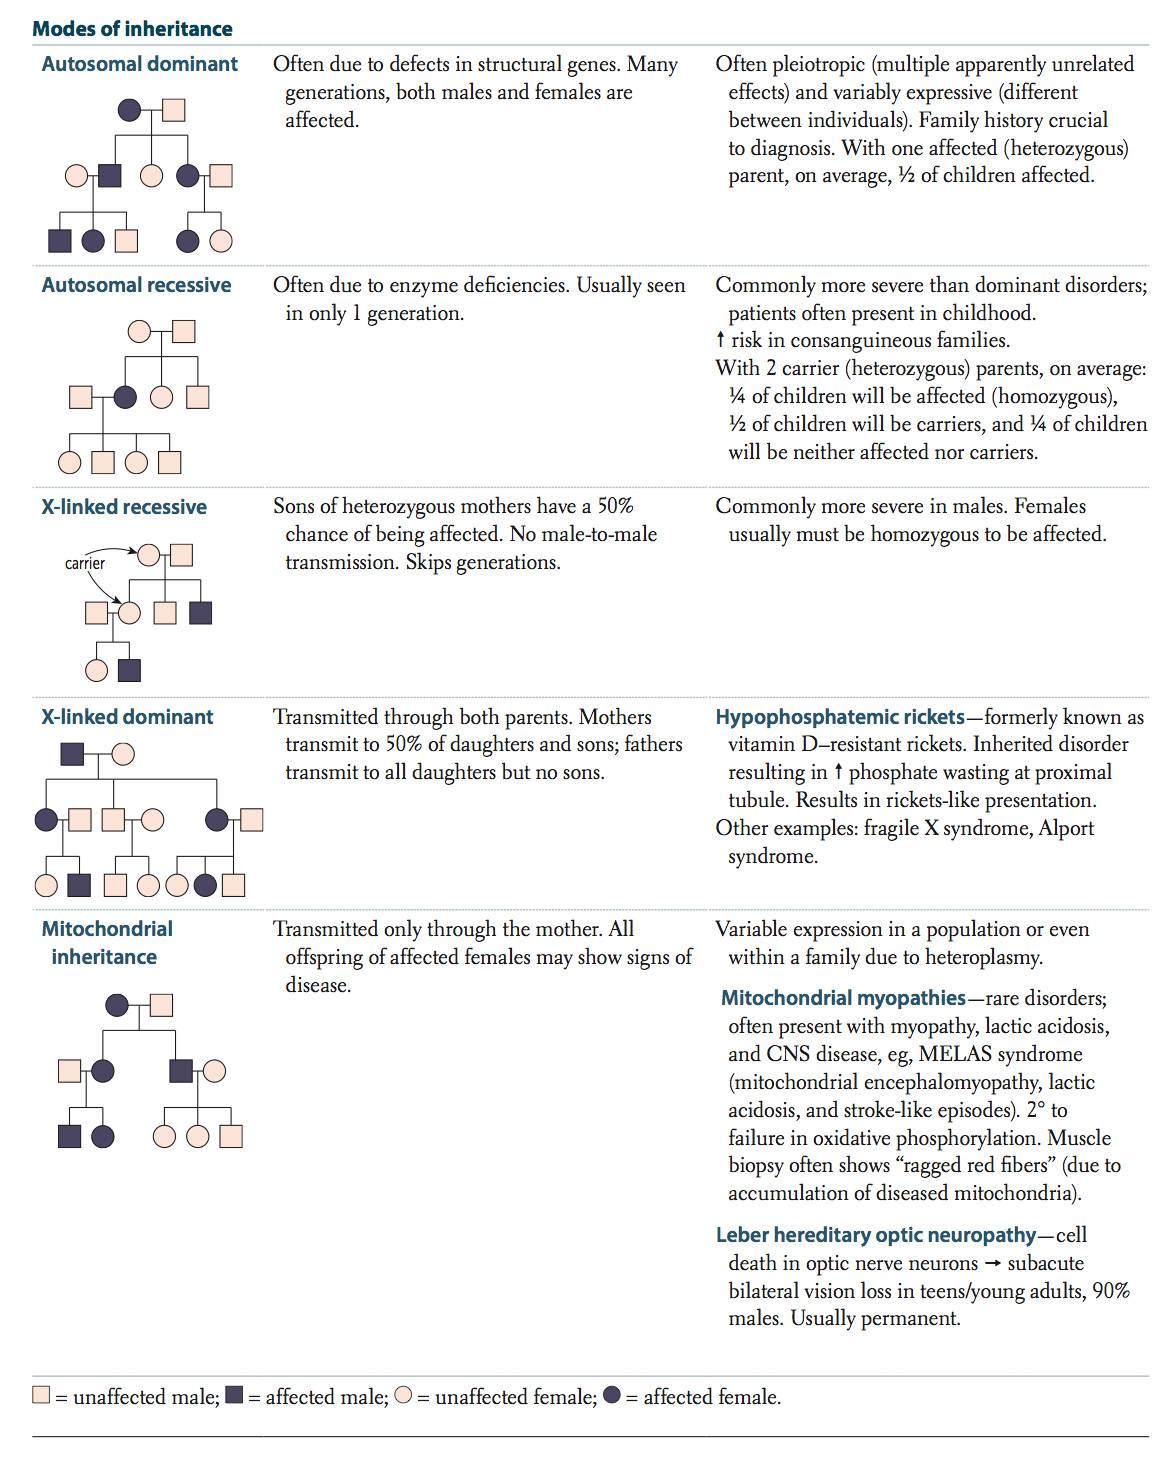 Modes of inheritance
Autosomal dominant
Often due to defects in structural genes. Many
generations, both males and females are
affected.
Often pleiotropic (multiple apparently unrelated
effects) and variably expressive (different
between individuals). Family history crucial
to diagnosis. With one affected (heterozygous)
parent, on average, ½ of children affected.
Autosomal recessive
Often due to enzyme deficiencies. Usually seen
in only 1 generation.
Commonly more severe than dominant disorders;
patients often present in childhood.
↑ risk in consanguineous families.
With 2 carrier (heterozygous) parents, on average:
¼ of children will be affected (homozygous),
½ of children will be carriers, and ¼ of children
will be neither affected nor carriers.
X-linked recessive
carrier
Sons of heterozygous mothers have a 50%
chance of being affected. No male-to-male
transmission. Skips generations.
Commonly more severe in males. Females
usually must be homozygous to be affected.
X-linked dominant
Transmitted through both parents. Mothers
transmit to 50% of daughters and sons; fathers
transmit to all daughters but no sons.
Hypophosphatemic rickets—formerly known as
vitamin D–resistant rickets. Inherited disorder
resulting in ↑ phosphate wasting at proximal
tubule. Results in rickets-like presentation.
Other examples: fragile X syndrome, Alport
syndrome.
Mitochondrial
inheritance
Transmitted only through the mother. All
offspring of affected females may show signs of
disease.
Variable expression in a population or even
within a family due to heteroplasmy.
Mitochondrial myopathies—rare disorders;
often present with myopathy, lactic acidosis,
and CNS disease, eg, MELAS syndrome
(mitochondrial encephalomyopathy, lactic
acidosis, and stroke-like episodes). 2° to
failure in oxidative phosphorylation. Muscle
biopsy often shows “ragged red fibers” (due to
accumulation of diseased mitochondria).
Leber hereditary optic neuropathy—cell
death in optic nerve neurons → subacute
bilateral vision loss in teens/young adults, 90%
males. Usually permanent.
= unaffected male; = affected male; = unaffected female; = affected female.